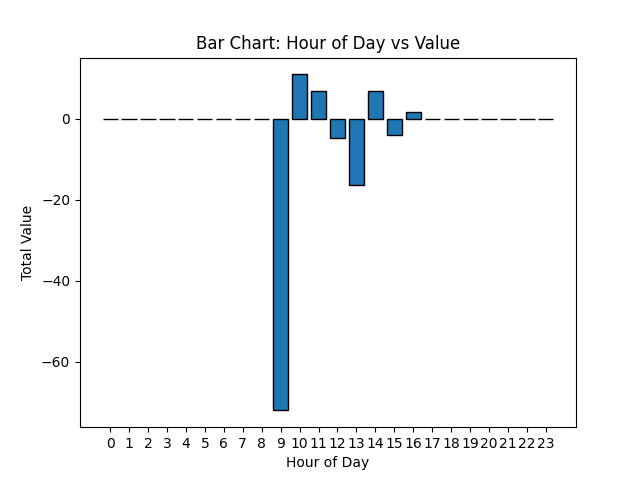 Bar Chart: Hour of Day vs Value
Total Value
0
−20
−40
−60
0 1 2 3 4 5 6 7 8 9 10 11 12 13 14 15 16 17 18 19 20 21 22 23
Hour of Day